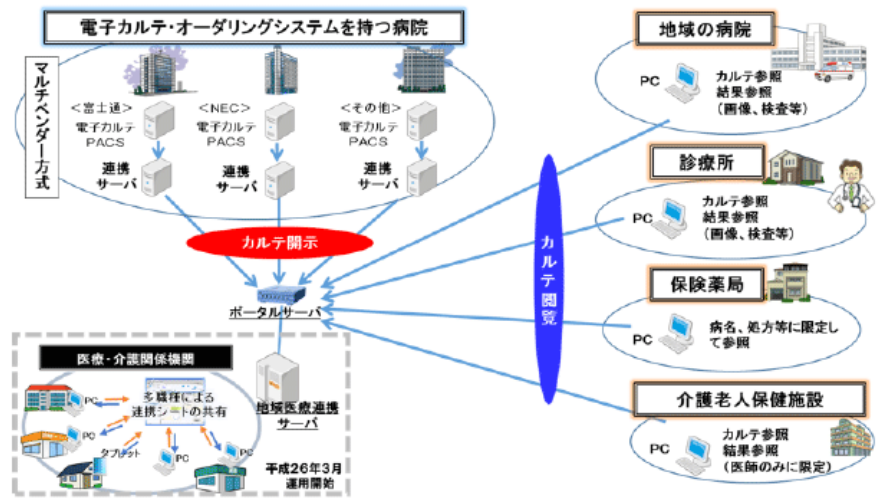 電子カルテ・オーダリングシステムを持つ病院
マルチベンダー方式
＜富士通＞
電子カルテ
PACS
連携
サーバ
＜NEC＞
電子カルテ
PACS
連携
サーバ
＜その他＞
電子カルテ
PACS
連携
サーバ
カルテ開示
ポータルサーバ
カルテ閲覧
地域の病院
PC
カルテ参照
結果参照
（画像、検査等）
診療所
PC
カルテ参照
結果参照
（画像、検査等）
保険薬局
PC
病名、処方等に限定し
て参照
介護老人保健施設
PC
カルテ参照
結果参照
（医師のみに限定）
医療・介護関係機関
多職種による
連携シートの共有
PC
PC
タブレット
PC
PC
地域医療連携
サーバ
平成26年3月
運用開始